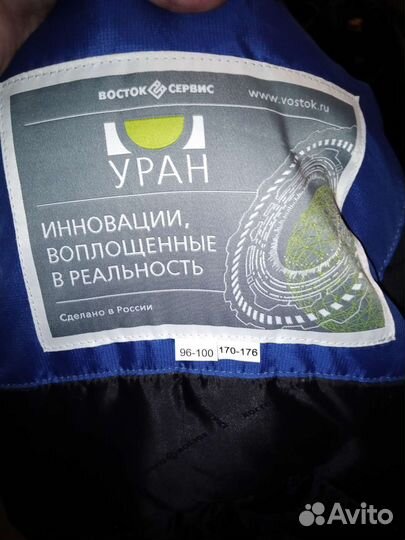 ВОСТОК СЕРВИС www.vostok.ru
УРАН
ИННОВАЦИИ,
ВОПЛОЩЕННЫЕ
В РЕАЛЬНОСТЬ
Сделано в России
96-100 170-176
Avito